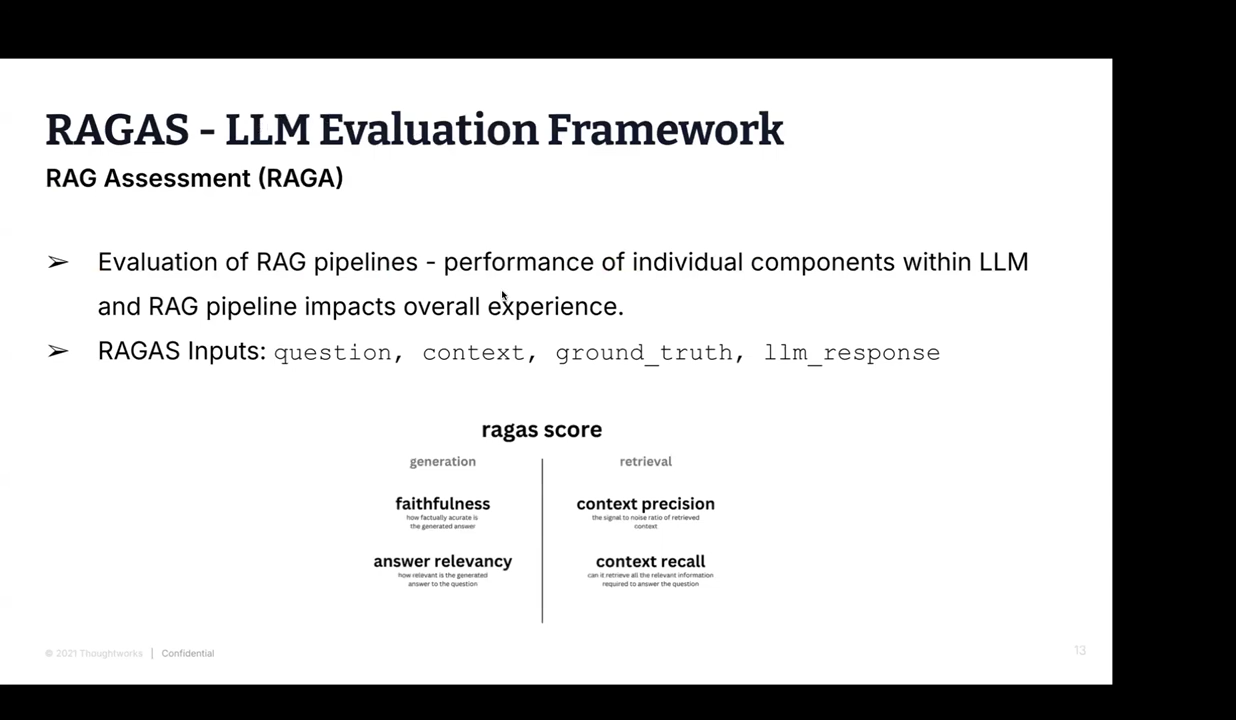 RAGAS - LLM Evaluation Framework
RAG Assessment (RAGA)
➢ Evaluation of RAG pipelines - performance of individual components within LLM
and RAG pipeline impacts overall experience.
➢ RAGAS Inputs: question, context, ground_truth, llm_response
ragas score
generation
faithfulness
how factually acurate is
the generated answer
answer relevancy
how relevant is the generated
answer to the question
retrieval
context precision
the signal to noise ratio of retrieved
context
context recall
can it retrieve all the relevant information
required to answer the question
© 2021 Thoughtworks | Confidential
13